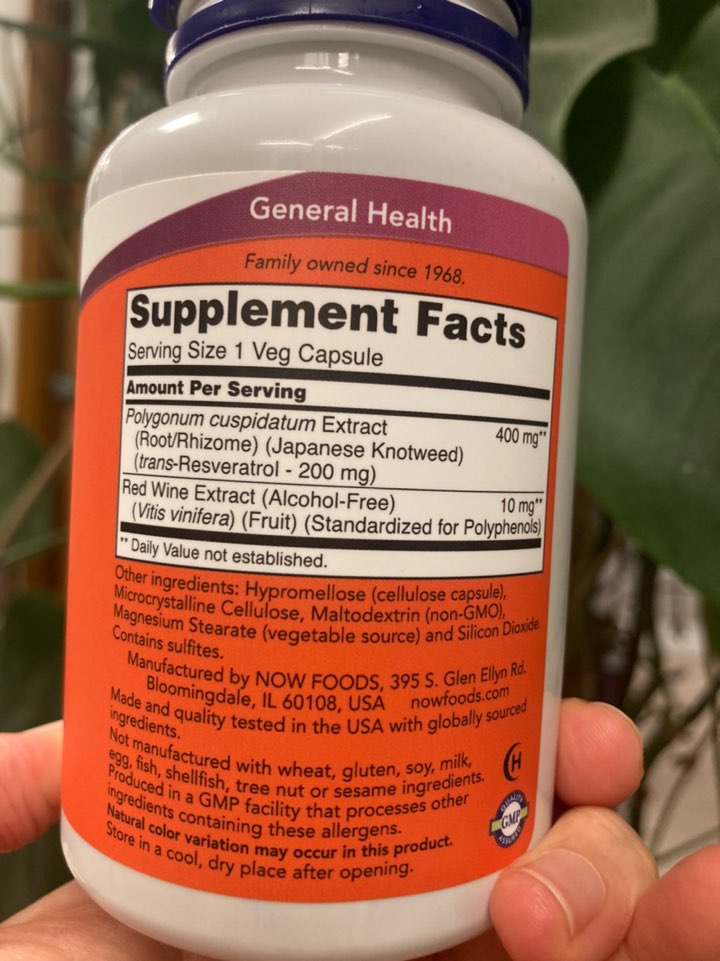 General Health
Family owned since 1968.
Supplement Facts
Serving Size 1 Veg Capsule
Amount Per Serving
Polygonum cuspidatum Extract 400 mg**
(Root/Rhizome) (Japanese Knotweed)
(trans-Resveratrol - 200 mg)
Red Wine Extract (Alcohol-Free) 10 mg**
(Vitis vinifera) (Fruit) (Standardized for Polyphenols)
** Daily Value not established.
Other ingredients: Hypromellose (cellulose capsule),
Microcrystalline Cellulose, Maltodextrin (non-GMO),
Magnesium Stearate (vegetable source) and Silicon Dioxide.
Contains sulfites.
Manufactured by NOW FOODS, 395 S. Glen Ellyn Rd.
Bloomingdale, IL 60108, USA nowfoods.com
Made and quality tested in the USA with globally sourced
ingredients.
Not manufactured with wheat, gluten, soy, milk,
egg, fish, shellfish, tree nut or sesame ingredients.
Produced in a GMP facility that processes other
ingredients containing these allergens.
Natural color variation may occur in this product.
Store in a cool, dry place after opening.
H
QUALITY
GMP
ASSURED